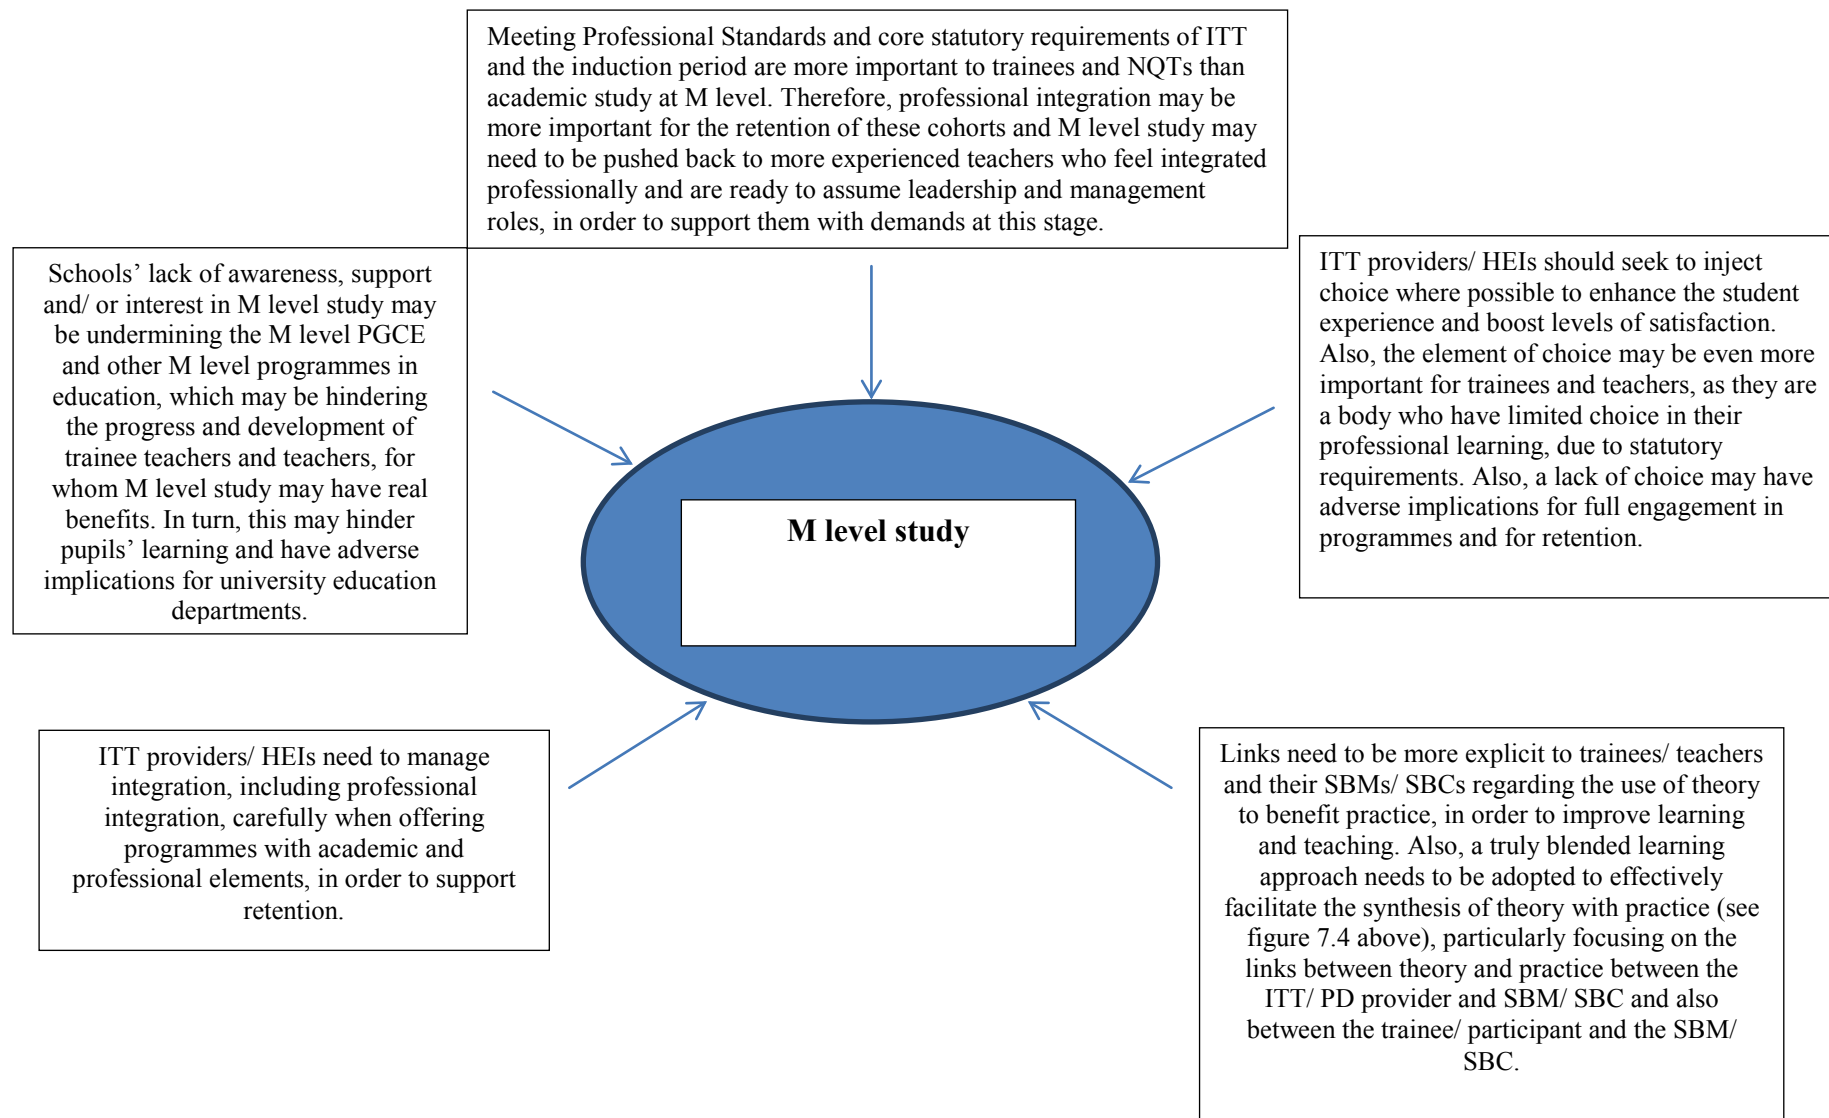 Meeting Professional Standards and core statutory requirements of ITT
and the induction period are more important to trainees and NQTs than
academic study at M level. Therefore, professional integration may be
more important for the retention of these cohorts and M level study may
need to be pushed back to more experienced teachers who feel integrated
professionally and are ready to assume leadership and management
roles, in order to support them with demands at this stage.
Schools’ lack of awareness, support
and/ or interest in M level study may
be undermining the M level PGCE
and other M level programmes in
education, which may be hindering
the progress and development of
trainee teachers and teachers, for
whom M level study may have real
benefits. In turn, this may hinder
pupils’ learning and have adverse
implications for university education
departments.
ITT providers/ HEIs should seek to inject
choice where possible to enhance the student
experience and boost levels of satisfaction.
Also, the element of choice may be even more
important for trainees and teachers, as they are
a body who have limited choice in their
professional learning, due to statutory
requirements. Also, a lack of choice may have
adverse implications for full engagement in
programmes and for retention.
M level study
ITT providers/ HEIs need to manage
integration, including professional
integration, carefully when offering
programmes with academic and
professional elements, in order to support
retention.
Links need to be more explicit to trainees/ teachers
and their SBMs/ SBCs regarding the use of theory
to benefit practice, in order to improve learning
and teaching. Also, a truly blended learning
approach needs to be adopted to effectively
facilitate the synthesis of theory with practice (see
figure 7.4 above), particularly focusing on the
links between theory and practice between the
ITT/ PD provider and SBM/ SBC and also
between the trainee/ participant and the SBM/
SBC.